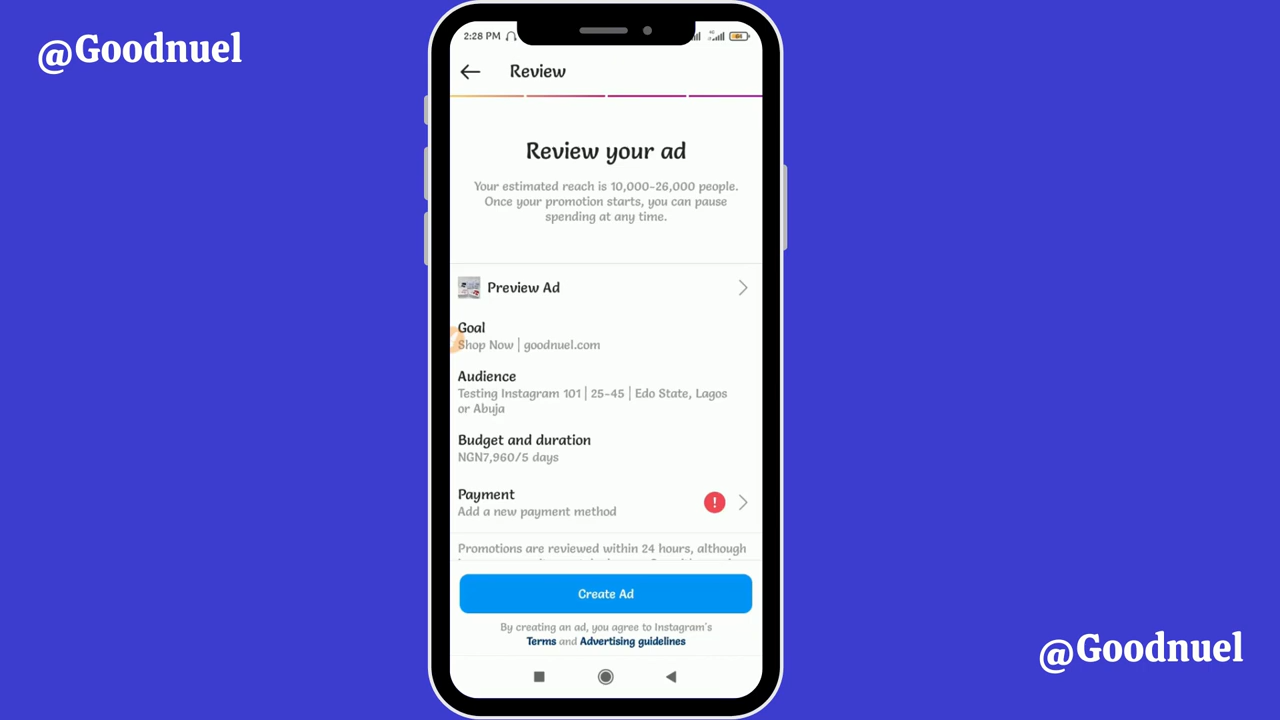 @Goodnuel
2:28 PM
Review
Review your ad
Your estimated reach is 10,000-26,000 people.
Once your promotion starts, you can pause
spending at any time.
Preview Ad
Goal
Shop Now | goodnuel.com
Audience
Testing Instagram 101 | 25-45 | Edo State, Lagos
or Abuja
Budget and duration
NGN7,960/5 days
Payment
Add a new payment method
!
Promotions are reviewed within 24 hours, although
Create Ad
By creating an ad, you agree to Instagram's
Terms and Advertising guidelines
@Goodnuel